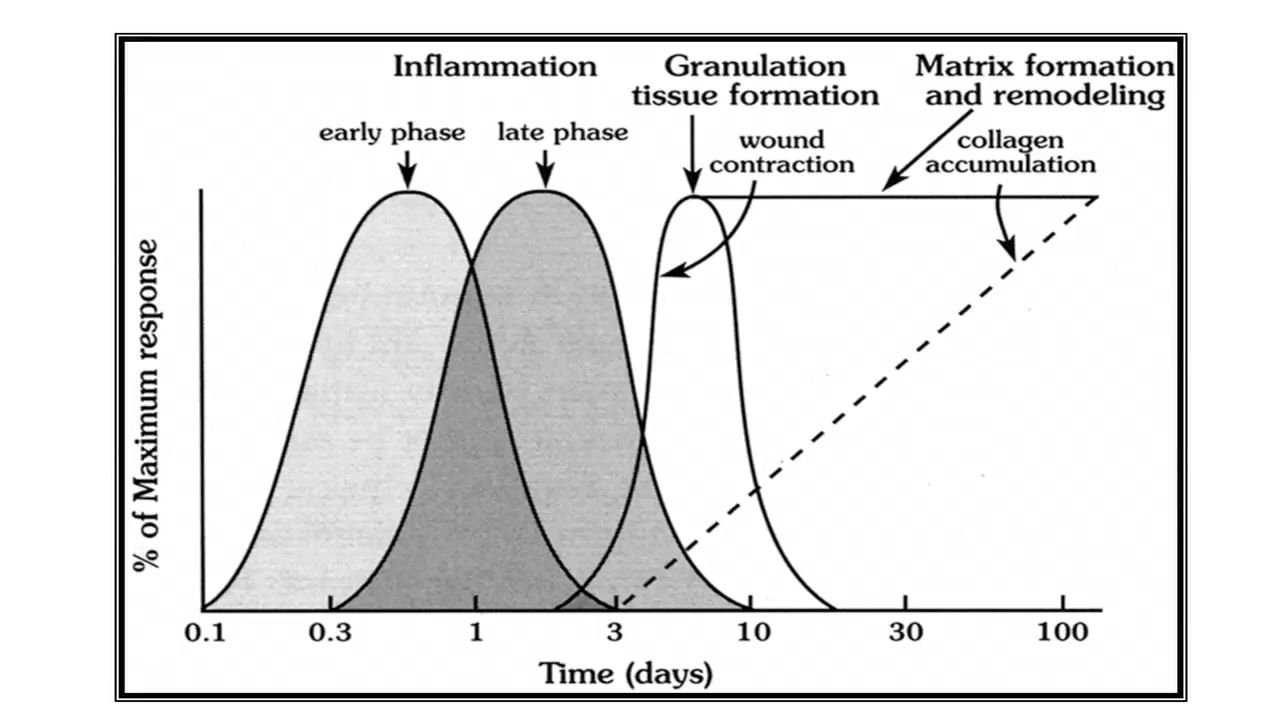 Inflammation
Granulation
tissue formation
Matrix formation
and remodeling
early phase
late phase
wound
contraction
collagen
accumulation
% of Maximum response
0.1 0.3 1 3 10 30 100
Time (days)